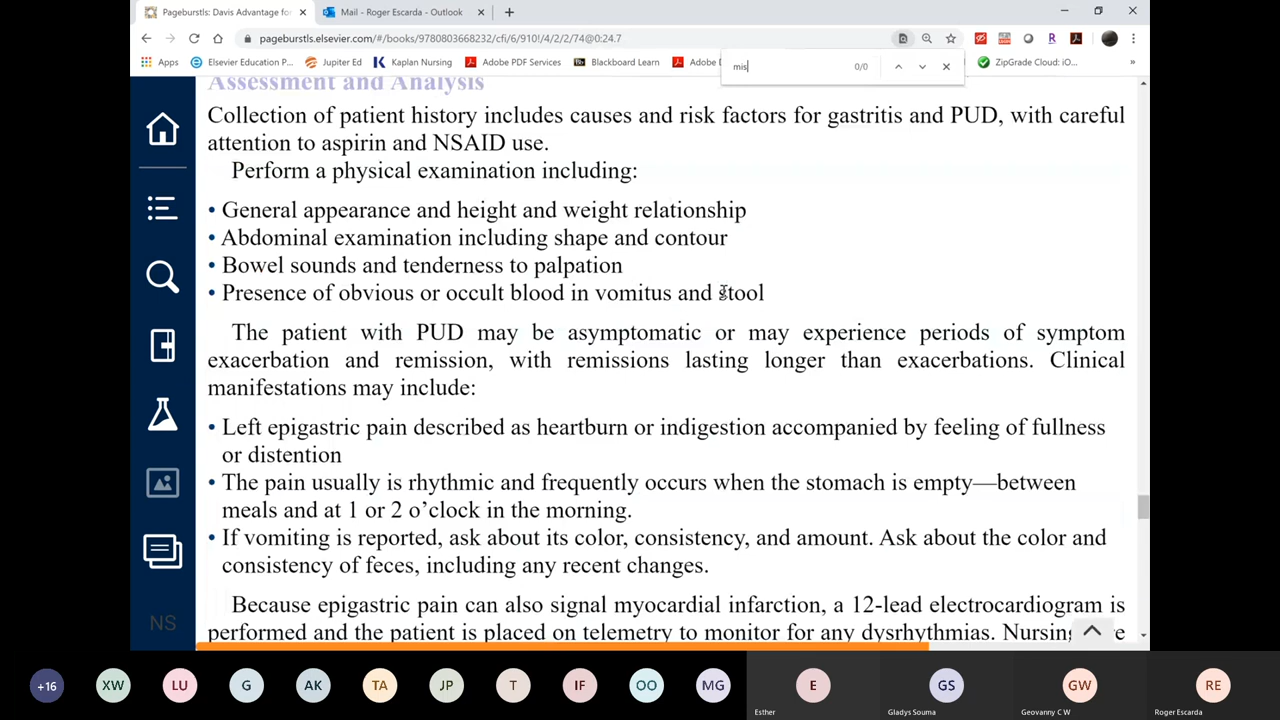 Pageburstls: Davis Advantage fo
Mail - Roger Escarda - Outlook
pageburstls.elsevier.com/#/books/9780803668232/cfi/6/910!/4/2/2/74@0:24.7
Apps
Elsevier Education P...
Jupiter Ed
Kaplan Nursing
Adobe PDF Services
Blackboard Learn
Adobe D
ZipGrade Cloud: iO...
mis
0/0
Assessment and Analysis
Collection of patient history includes causes and risk factors for gastritis and PUD, with careful
attention to aspirin and NSAID use.
Perform a physical examination including:
• General appearance and height and weight relationship
• Abdominal examination including shape and contour
• Bowel sounds and tenderness to palpation
• Presence of obvious or occult blood in vomitus and stool
The patient with PUD may be asymptomatic or may experience periods of symptom
exacerbation and remission, with remissions lasting longer than exacerbations. Clinical
manifestations may include:
• Left epigastric pain described as heartburn or indigestion accompanied by feeling of fullness
or distention
• The pain usually is rhythmic and frequently occurs when the stomach is empty—between
meals and at 1 or 2 o’clock in the morning.
• If vomiting is reported, ask about its color, consistency, and amount. Ask about the color and
consistency of feces, including any recent changes.
Because epigastric pain can also signal myocardial infarction, a 12-lead electrocardiogram is
performed and the patient is placed on telemetry to monitor for any dysrhythmias.
NS
+16 XW LU G AK TA JP T IF OO MG E GS GW RE
Esther Gladys Souma Geovanny C W Roger Escarda